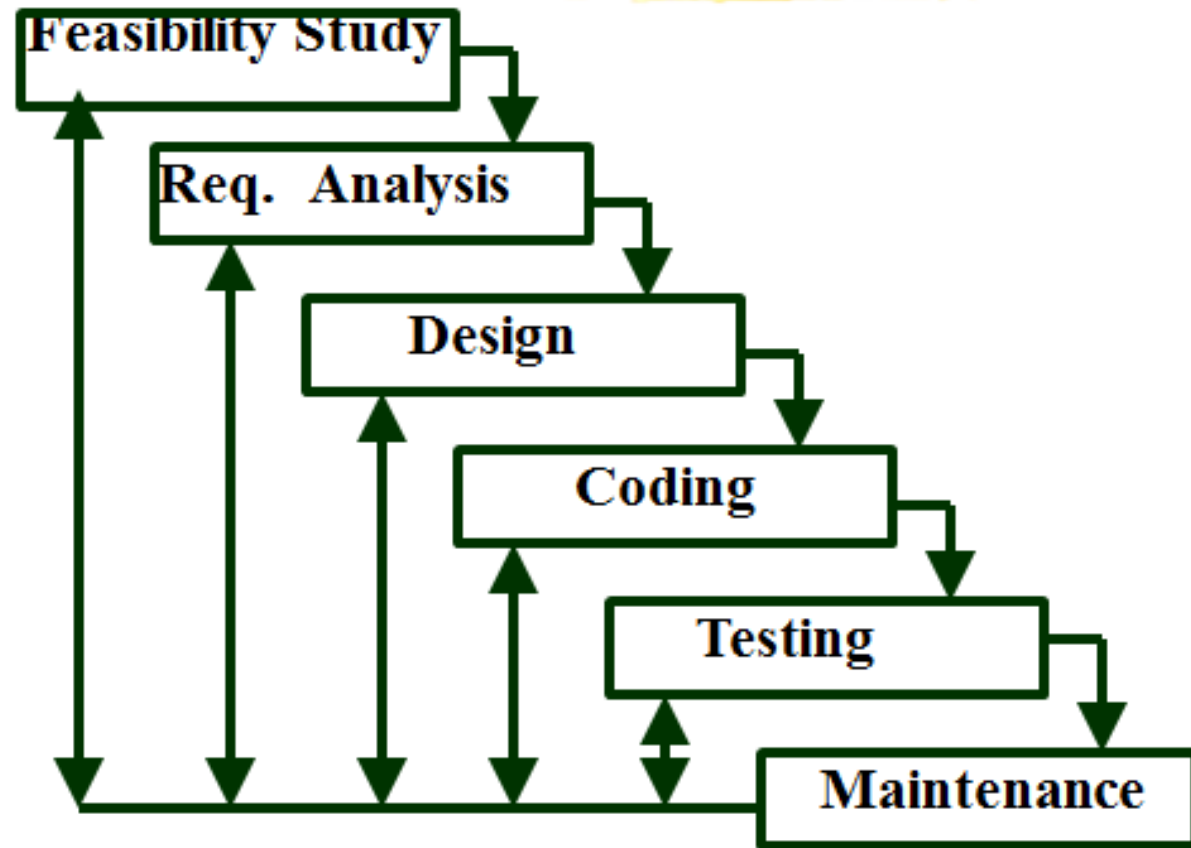 Feasibility Study
Req. Analysis
Design
Coding
Testing
Maintenance